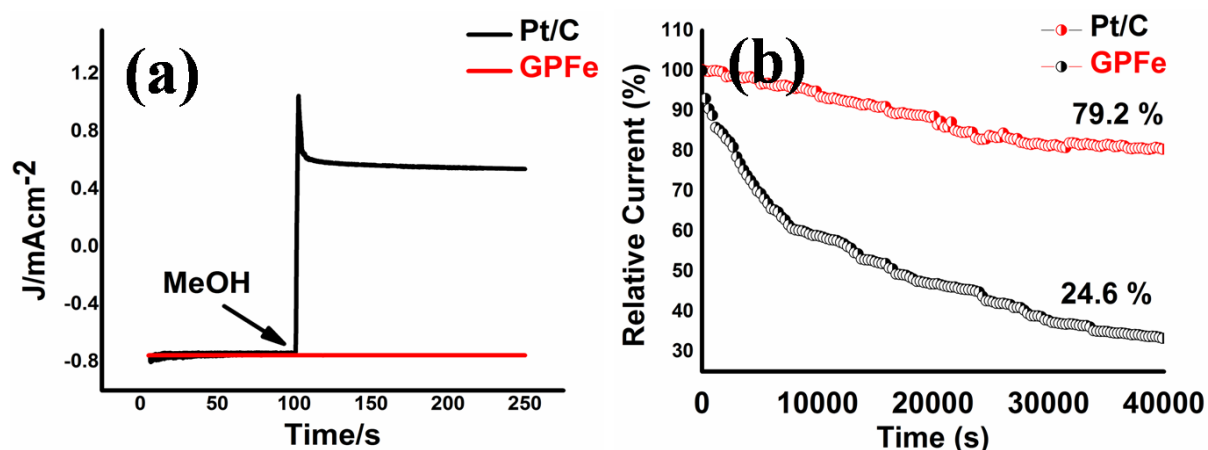 (a)
Pt/C
GPFe
1.2
0.8
0.4
0.0
-0.4
-0.8
J/mAcm-2
MeOH
0
50
100
150
200
250
Time/s
(b)
Pt/C
GPFe
100
90
80
70
60
50
40
30
Relative Current (%)
79.2 %
24.6 %
0
10000
20000
30000
40000
Time (s)